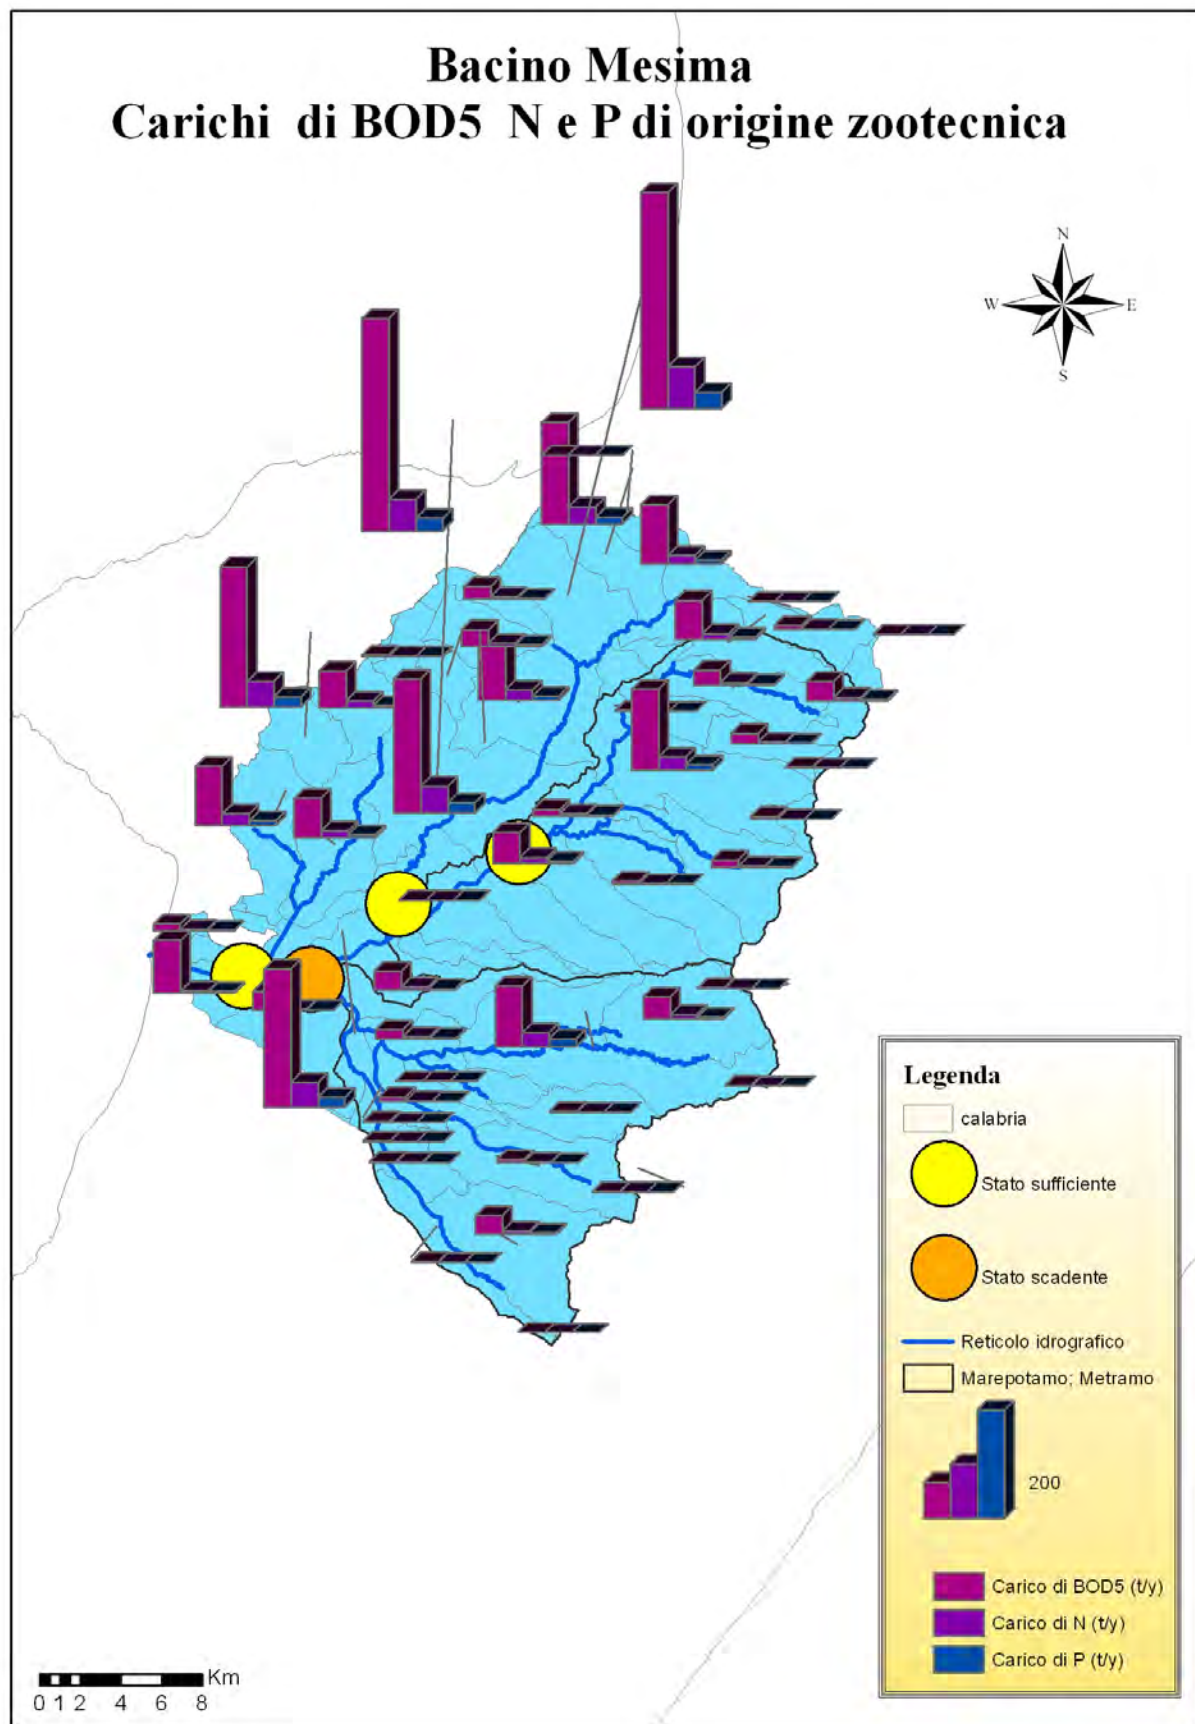 Bacino Mesima
Carichi di BOD5 N e P di origine zootecnica
N
W E
S
Legenda
calabria
Stato sufficiente
Stato scadente
Reticolo idrografico
Marepotamo; Metramo
200
Carico di BOD5 (t/y)
Carico di N (t/y)
Carico di P (t/y)
Km
0 1 2 4 6 8